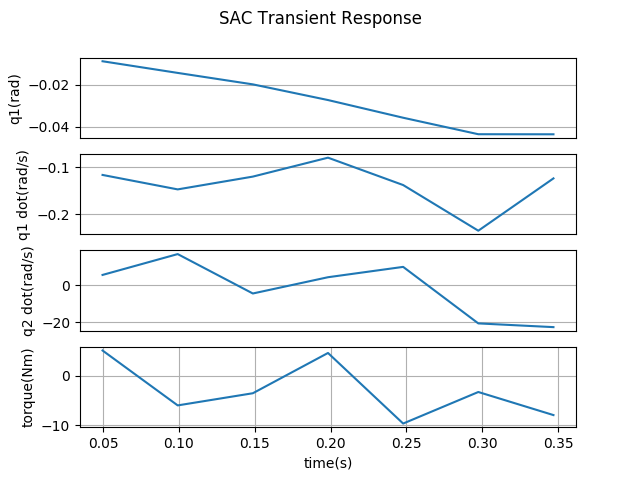 SAC Transient Response
q1(rad)
−0.02
−0.04
q1 dot(rad/s)
−0.1
−0.2
q2 dot(rad/s)
0
−20
torque(Nm)
0
−10
0.05 0.10 0.15 0.20 0.25 0.30 0.35
time(s)